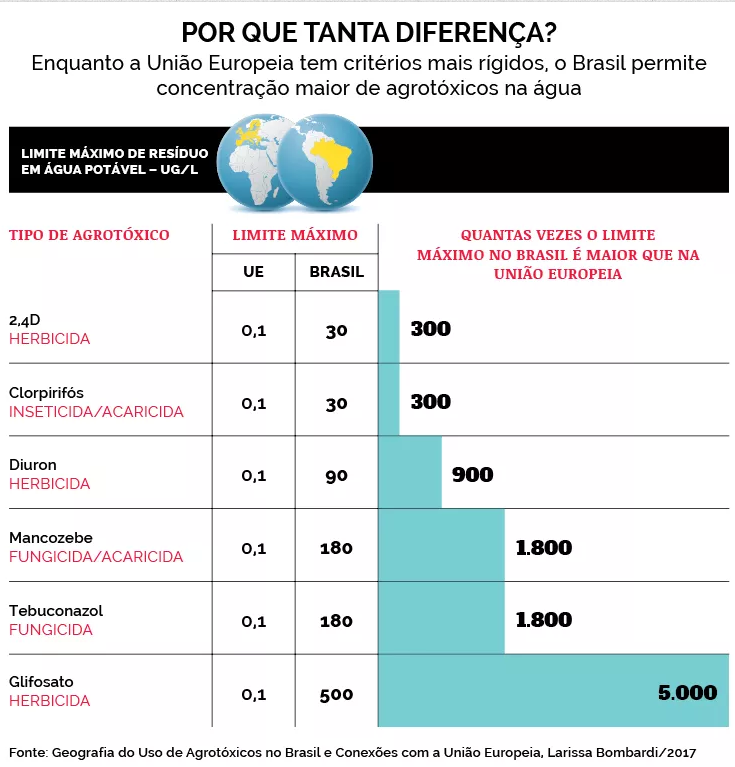 POR QUE TANTA DIFERENÇA?
Enquanto a União Europeia tem critérios mais rígidos, o Brasil permite
concentração maior de agrotóxicos na água
LIMITE MÁXIMO DE RESÍDUO
EM ÁGUA POTÁVEL – UG/L
TIPO DE AGROTÓXICO
LIMITE MÁXIMO
UE BRASIL
QUANTAS VEZES O LIMITE
MÁXIMO NO BRASIL É MAIOR QUE NA
UNIÃO EUROPEIA
2,4D
HERBICIDA
0,1 30 300
Clorpirifós
INSETICIDA/ACARICIDA
0,1 30 300
Diuron
HERBICIDA
0,1 90 900
Mancozebe
FUNGICIDA/ACARICIDA
0,1 180 1.800
Tebuconazol
FUNGICIDA
0,1 180 1.800
Glifosato
HERBICIDA
0,1 500 5.000
Fonte: Geografia do Uso de Agrotóxicos no Brasil e Conexões com a União Europeia, Larissa Bombardi/2017